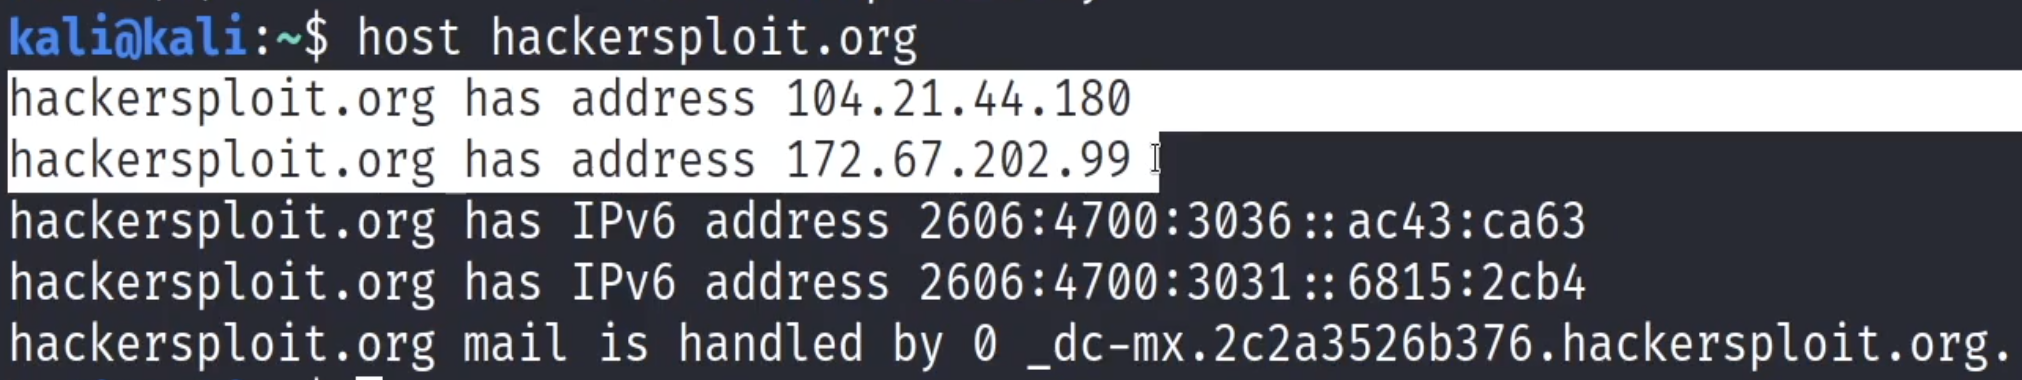 kali@kali:~$ host hackersploit.org
hackersploit.org has address 104.21.44.180
hackersploit.org has address 172.67.202.99
hackersploit.org has IPv6 address 2606:4700:3036::ac43:ca63
hackersploit.org has IPv6 address 2606:4700:3031::6815:2cb4
hackersploit.org mail is handled by 0 _dc-mx.2c2a3526b376.hackersploit.org.